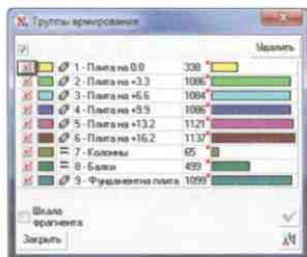 Группы армирования
Удалить
1 - Плита на 0.0 338
2 - Плита на +3.3 1086
3 - Плита на +6.6 1084
4 - Плита на +9.9 1086
5 - Плита на +13.2 1121
6 - Плита на +16.2 1137
7 - Колонны 65
8 - Балки 499
9 - Фундаментная плита 1099
Шкала
фрагмента
Закрыть